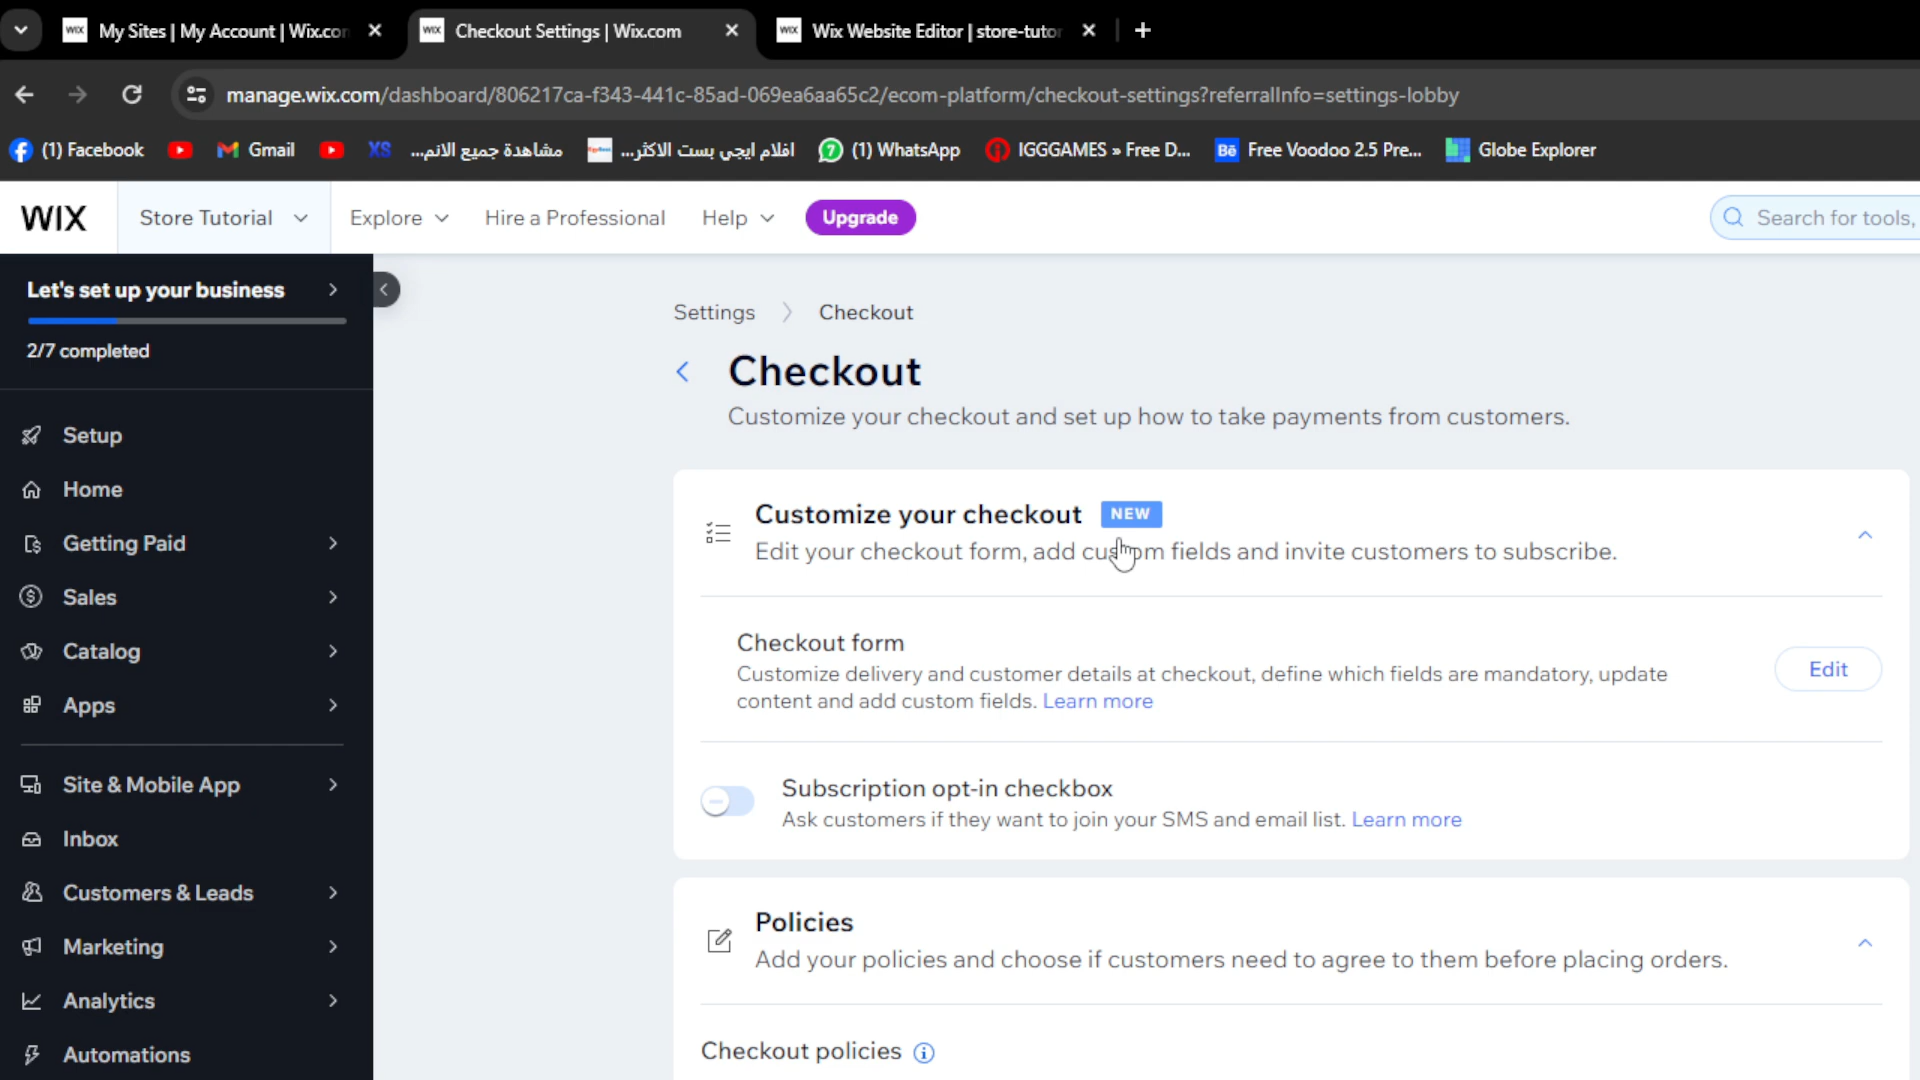 WIX My Sites | My Account | Wix.cor
WIX Checkout Settings | Wix.com
WIX Wix Website Editor | store-tutor
manage.wix.com/dashboard/806217ca-f343-441c-85ad-069ea6aa65c2/ecom-platform/checkout-settings?referralInfo=settings-lobby
(1) Facebook
Gmail
XS
مشاهدة جميع الانم...
افلام ايجي بست الاكثر...
7 (1) WhatsApp
IGGGAMES » Free D...
Bē Free Voodoo 2.5 Pre...
Globe Explorer
WIX
Store Tutorial
Explore
Hire a Professional
Help
Upgrade
Search for tools,
Let's set up your business
2/7 completed
Setup
Home
Getting Paid
Sales
Catalog
Apps
Site & Mobile App
Inbox
Customers & Leads
Marketing
Analytics
Automations
Settings > Checkout
Checkout
Customize your checkout and set up how to take payments from customers.
Customize your checkout NEW
Edit your checkout form, add custom fields and invite customers to subscribe.
Checkout form
Customize delivery and customer details at checkout, define which fields are mandatory, update
content and add custom fields. Learn more
Edit
Subscription opt-in checkbox
Ask customers if they want to join your SMS and email list. Learn more
Policies
Add your policies and choose if customers need to agree to them before placing orders.
Checkout policies